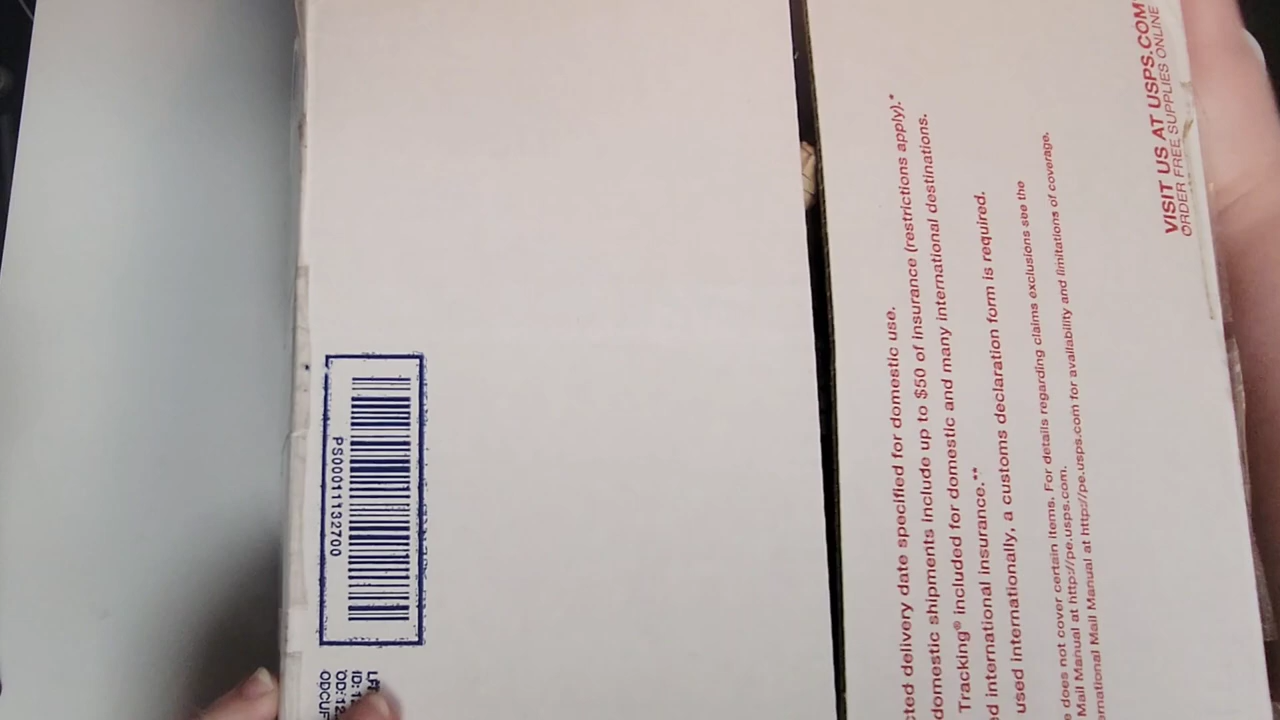 PS00011132700
ODCUF
VISIT US AT USPS.COM
ORDER FREE SUPPLIES ONLINE
delivery date specified for domestic use.
domestic shipments include up to $50 of insurance (restrictions apply).*
Tracking® included for domestic and many international destinations.
international insurance.**
used internationally, a customs declaration form is required.
does not cover certain items. For details regarding claims exclusions see the
Mail Manual at http://pe.usps.com.
Mail Manual at http://pe.usps.com for availability and limitations of coverage.